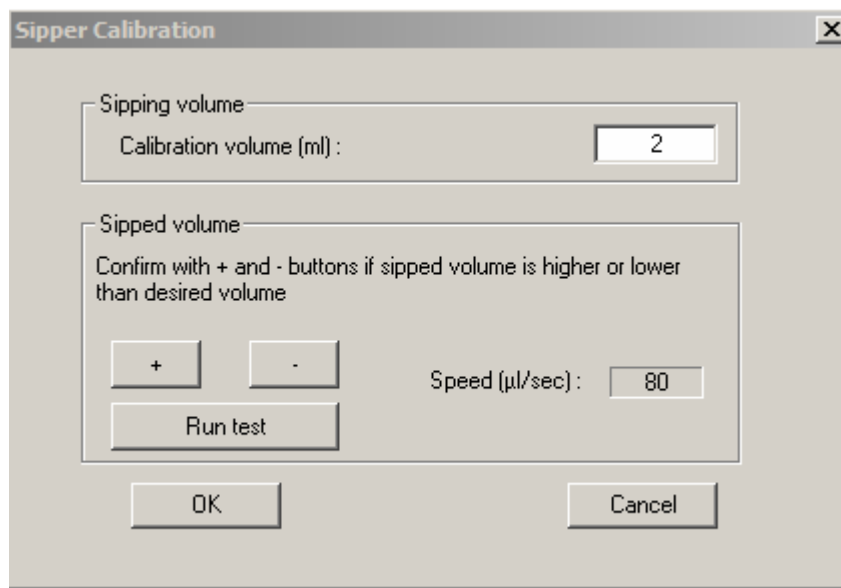 Sipper Calibration
Sipping volume
Calibration volume (ml) :
2
Sipped volume
Confirm with + and - buttons if sipped volume is higher or lower
than desired volume
+
-
Speed (µl/sec) :
80
Run test
OK
Cancel